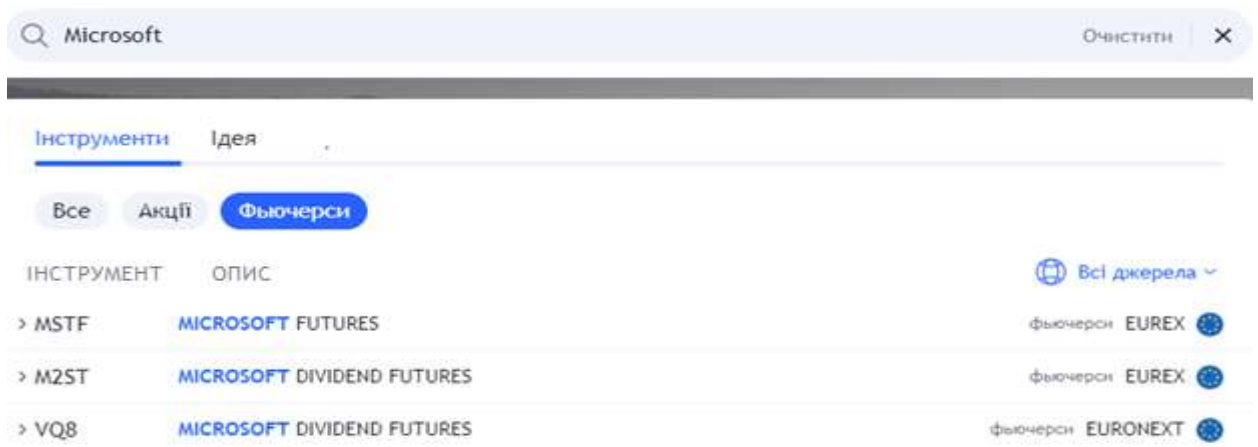 Microsoft Очистити
Інструменти Ідея
Все Акції Фьючерси
ІНСТРУМЕНТ ОПИС Всі джерела
MSTF MICROSOFT FUTURES фьючерси EUREX
M2ST MICROSOFT DIVIDEND FUTURES фьючерси EUREX
VQ8 MICROSOFT DIVIDEND FUTURES фьючерси EURONEXT